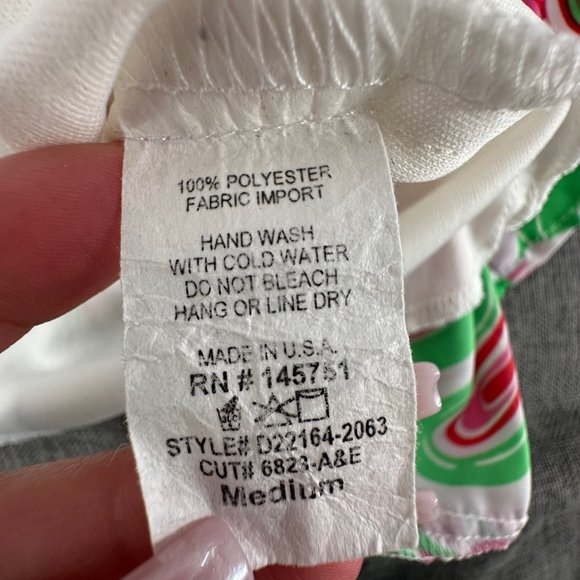 100% POLYESTER
FABRIC IMPORT
HAND WASH
WITH COLD WATER
DO NOT BLEACH
HANG OR LINE DRY
MADE IN U.S.A.
RN # 145751
STYLE# D22164-2063
CUT# 6823-A&E
Medium